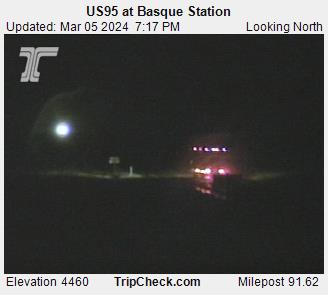 US95 at Basque Station
Updated: Mar 05 2024 7:17 PM Looking North
Elevation 4460 TripCheck.com Milepost 91.62